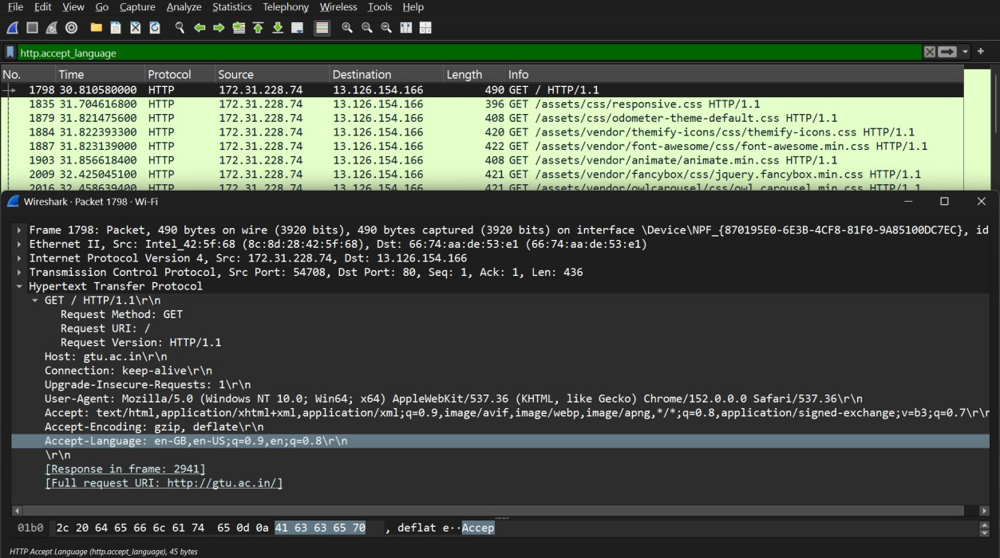 File Edit View Go Capture Analyze Statistics Telephony Wireless Tools Help
http.accept_language
No. Time Protocol Source Destination Length Info
1798 30.810580000 HTTP 172.31.228.74 13.126.154.166 490 GET / HTTP/1.1
1835 31.704616800 HTTP 172.31.228.74 13.126.154.166 396 GET /assets/css/responsive.css HTTP/1.1
1879 31.821475600 HTTP 172.31.228.74 13.126.154.166 408 GET /assets/css/odometer-theme-default.css HTTP/1.1
1884 31.822393300 HTTP 172.31.228.74 13.126.154.166 420 GET /assets/vendor/themify-icons/css/themify-icons.css HTTP/1.1
1887 31.823139000 HTTP 172.31.228.74 13.126.154.166 422 GET /assets/vendor/font-awesome/css/font-awesome.min.css HTTP/1.1
1903 31.856618400 HTTP 172.31.228.74 13.126.154.166 408 GET /assets/vendor/animate/animate.min.css HTTP/1.1
2009 32.425045100 HTTP 172.31.228.74 13.126.154.166 421 GET /assets/vendor/fancybox/css/jquery.fancybox.min.css HTTP/1.1
2016 32.458639400 HTTP 172.31.228.74 13.126.154.166 421 GET /assets/vendor/owlcarousel/css/owl.carousel.min.css HTTP/1.1
Wireshark · Packet 1798 · Wi-Fi
Frame 1798: Packet, 490 bytes on wire (3920 bits), 490 bytes captured (3920 bits) on interface \Device\NPF_{870195E0-6E3B-4CF8-81F0-9A85100DC7EC}, id
Ethernet II, Src: Intel_42:5f:68 (8c:8d:28:42:5f:68), Dst: 66:74:aa:de:53:e1 (66:74:aa:de:53:e1)
Internet Protocol Version 4, Src: 172.31.228.74, Dst: 13.126.154.166
Transmission Control Protocol, Src Port: 54708, Dst Port: 80, Seq: 1, Ack: 1, Len: 436
Hypertext Transfer Protocol
GET / HTTP/1.1\r\n
Request Method: GET
Request URI: /
Request Version: HTTP/1.1
Host: gtu.ac.in\r\n
Connection: keep-alive\r\n
Upgrade-Insecure-Requests: 1\r\n
User-Agent: Mozilla/5.0 (Windows NT 10.0; Win64; x64) AppleWebKit/537.36 (KHTML, like Gecko) Chrome/152.0.0.0 Safari/537.36\r\n
Accept: text/html,application/xhtml+xml,application/xml;q=0.9,image/avif,image/webp,image/apng,*/*;q=0.8,application/signed-exchange;v=b3;q=0.7\r\n
Accept-Encoding: gzip, deflate\r\n
Accept-Language: en-GB,en-US;q=0.9,en;q=0.8\r\n
\r\n
[Response in frame: 2941]
[Full request URI: http://gtu.ac.in/]
01b0 2c 20 64 65 66 6c 61 74 65 0d 0a 41 63 63 65 70 , deflat e··Accep
HTTP Accept Language (http.accept_language), 45 bytes